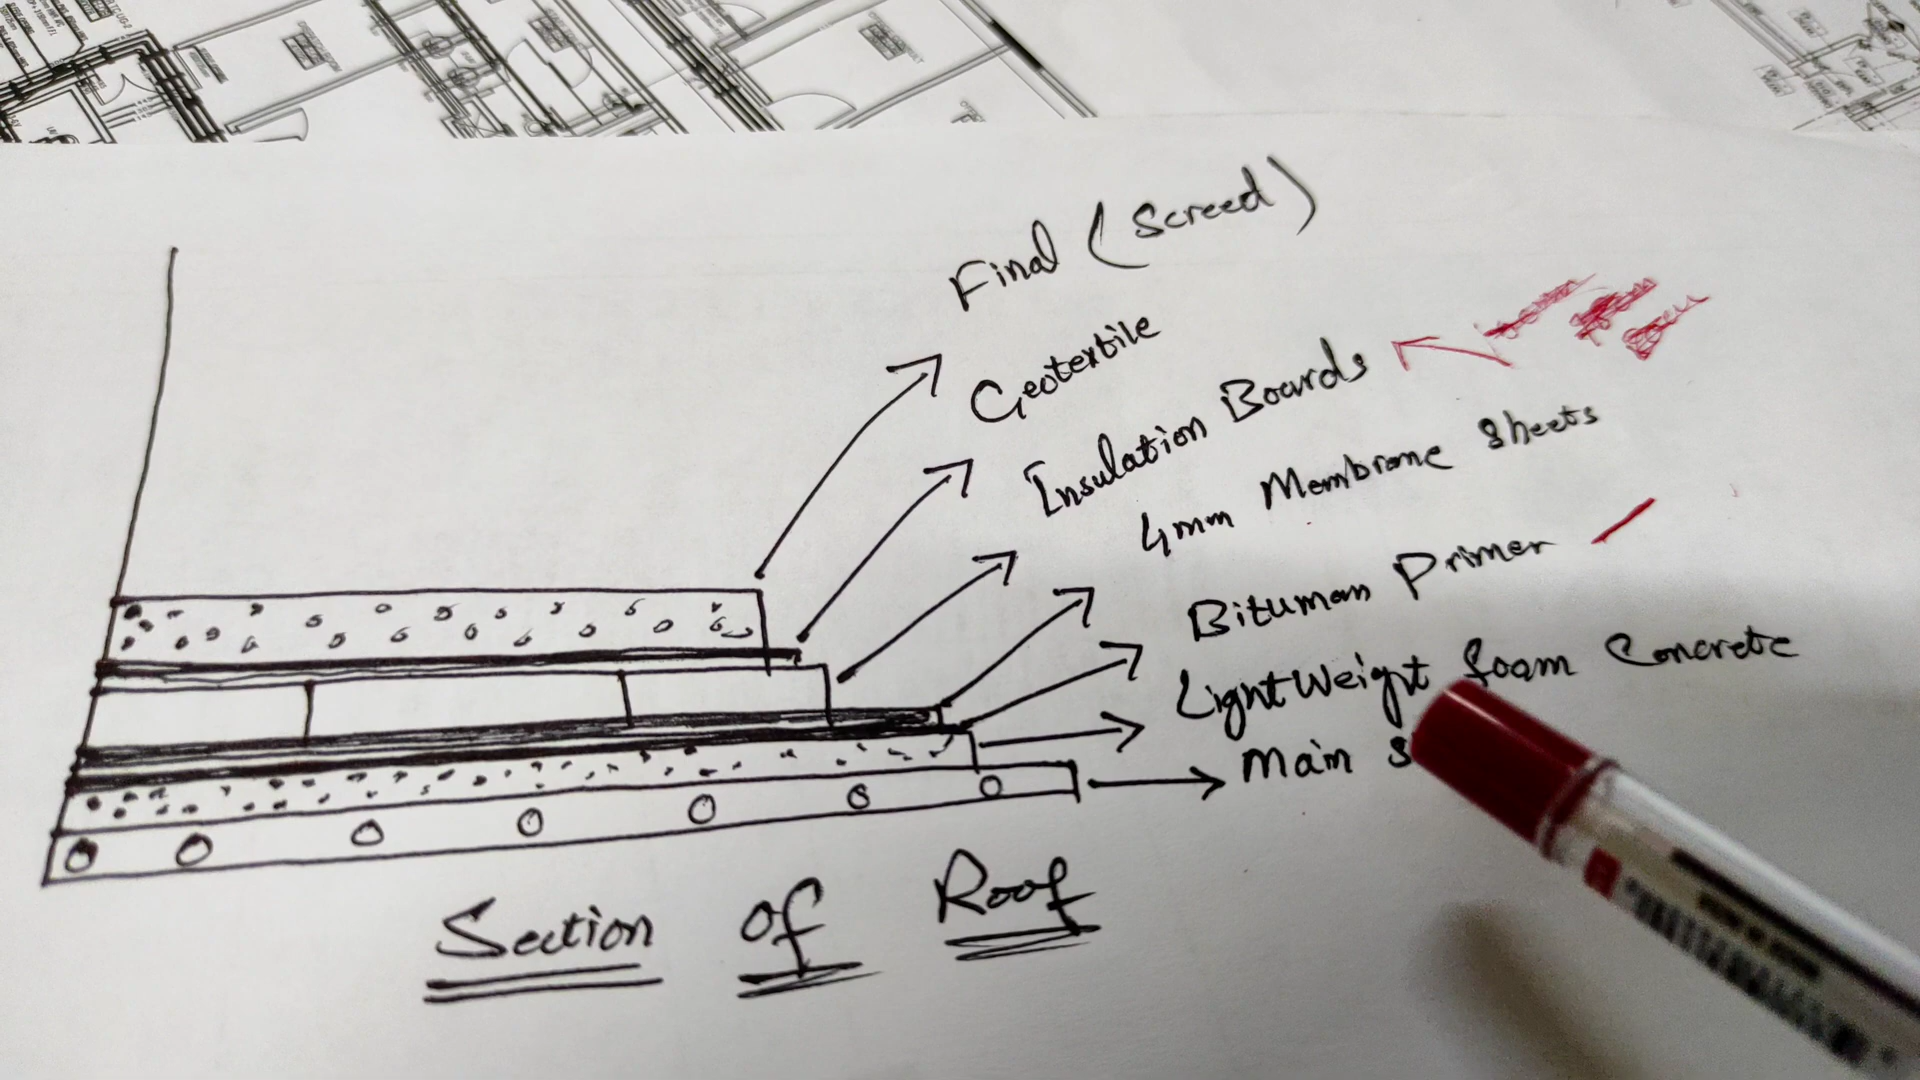 Final (Screed)
Geotextile
Insulation Boards
4mm Membrane Sheets
Bituman Primer
LightWeight foam Concrete
Main S
Section of Roof